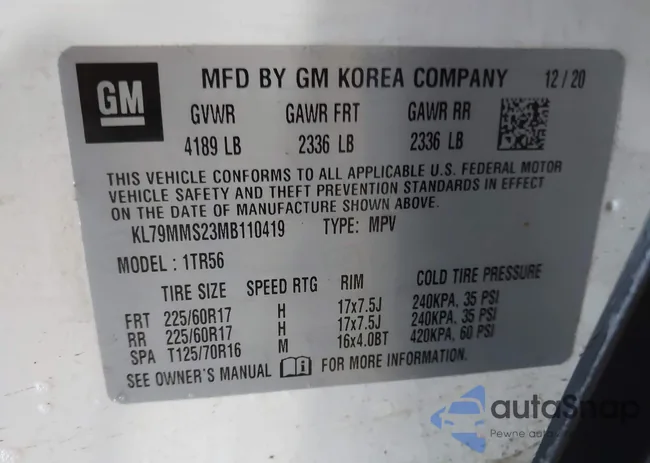 GM MFD BY GM KOREA COMPANY 12/20
GVWR GAWR FRT GAWR RR
4189 LB 2336 LB 2336 LB
THIS VEHICLE CONFORMS TO ALL APPLICABLE U.S. FEDERAL MOTOR
VEHICLE SAFETY AND THEFT PREVENTION STANDARDS IN EFFECT
ON THE DATE OF MANUFACTURE SHOWN ABOVE.
KL79MMS23MB110419 TYPE: MPV
MODEL : 1TR56
TIRE SIZE SPEED RTG RIM COLD TIRE PRESSURE
FRT 225/60R17 H 17x7.5J 240KPA, 35 PSI
RR 225/60R17 H 17x7.5J 240KPA, 35 PSI
SPA T125/70R16 M 16x4.0BT 420KPA, 60 PSI
SEE OWNER'S MANUAL FOR MORE INFORMATION.
autoSnap
Pewne auto